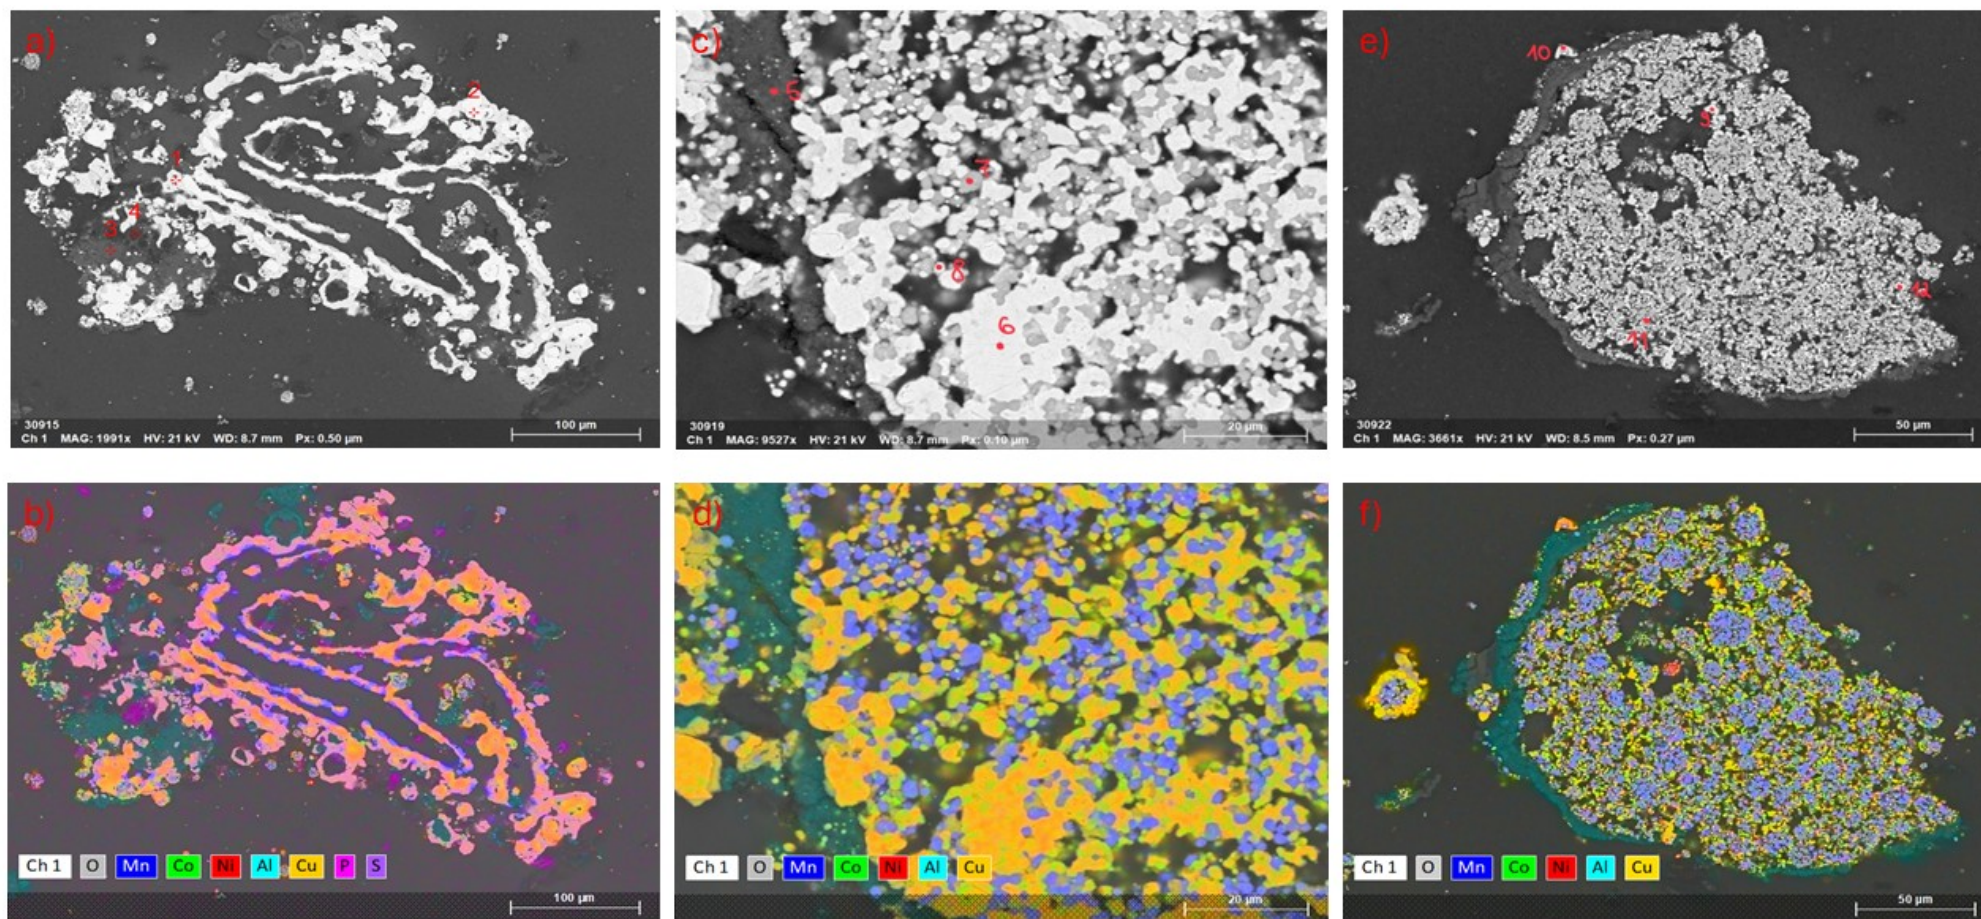 a)
2
1
4
3
30915
Ch 1 MAG: 1991x HV: 21 kV WD: 8.7 mm Px: 0.50 µm
100 µm
c)
5
7
8
6
30919
Ch 1 MAG: 9527x HV: 21 kV WD: 8.7 mm Px: 0.10 µm
20 µm
e)
10
9
12
11
30922
Ch 1 MAG: 3661x HV: 21 kV WD: 8.5 mm Px: 0.27 µm
50 µm
b)
Ch 1 O Mn Co Ni Al Cu P S
100 µm
d)
Ch 1 O Mn Co Ni Al Cu
20 µm
f)
Ch 1 O Mn Co Ni Al Cu
50 µm